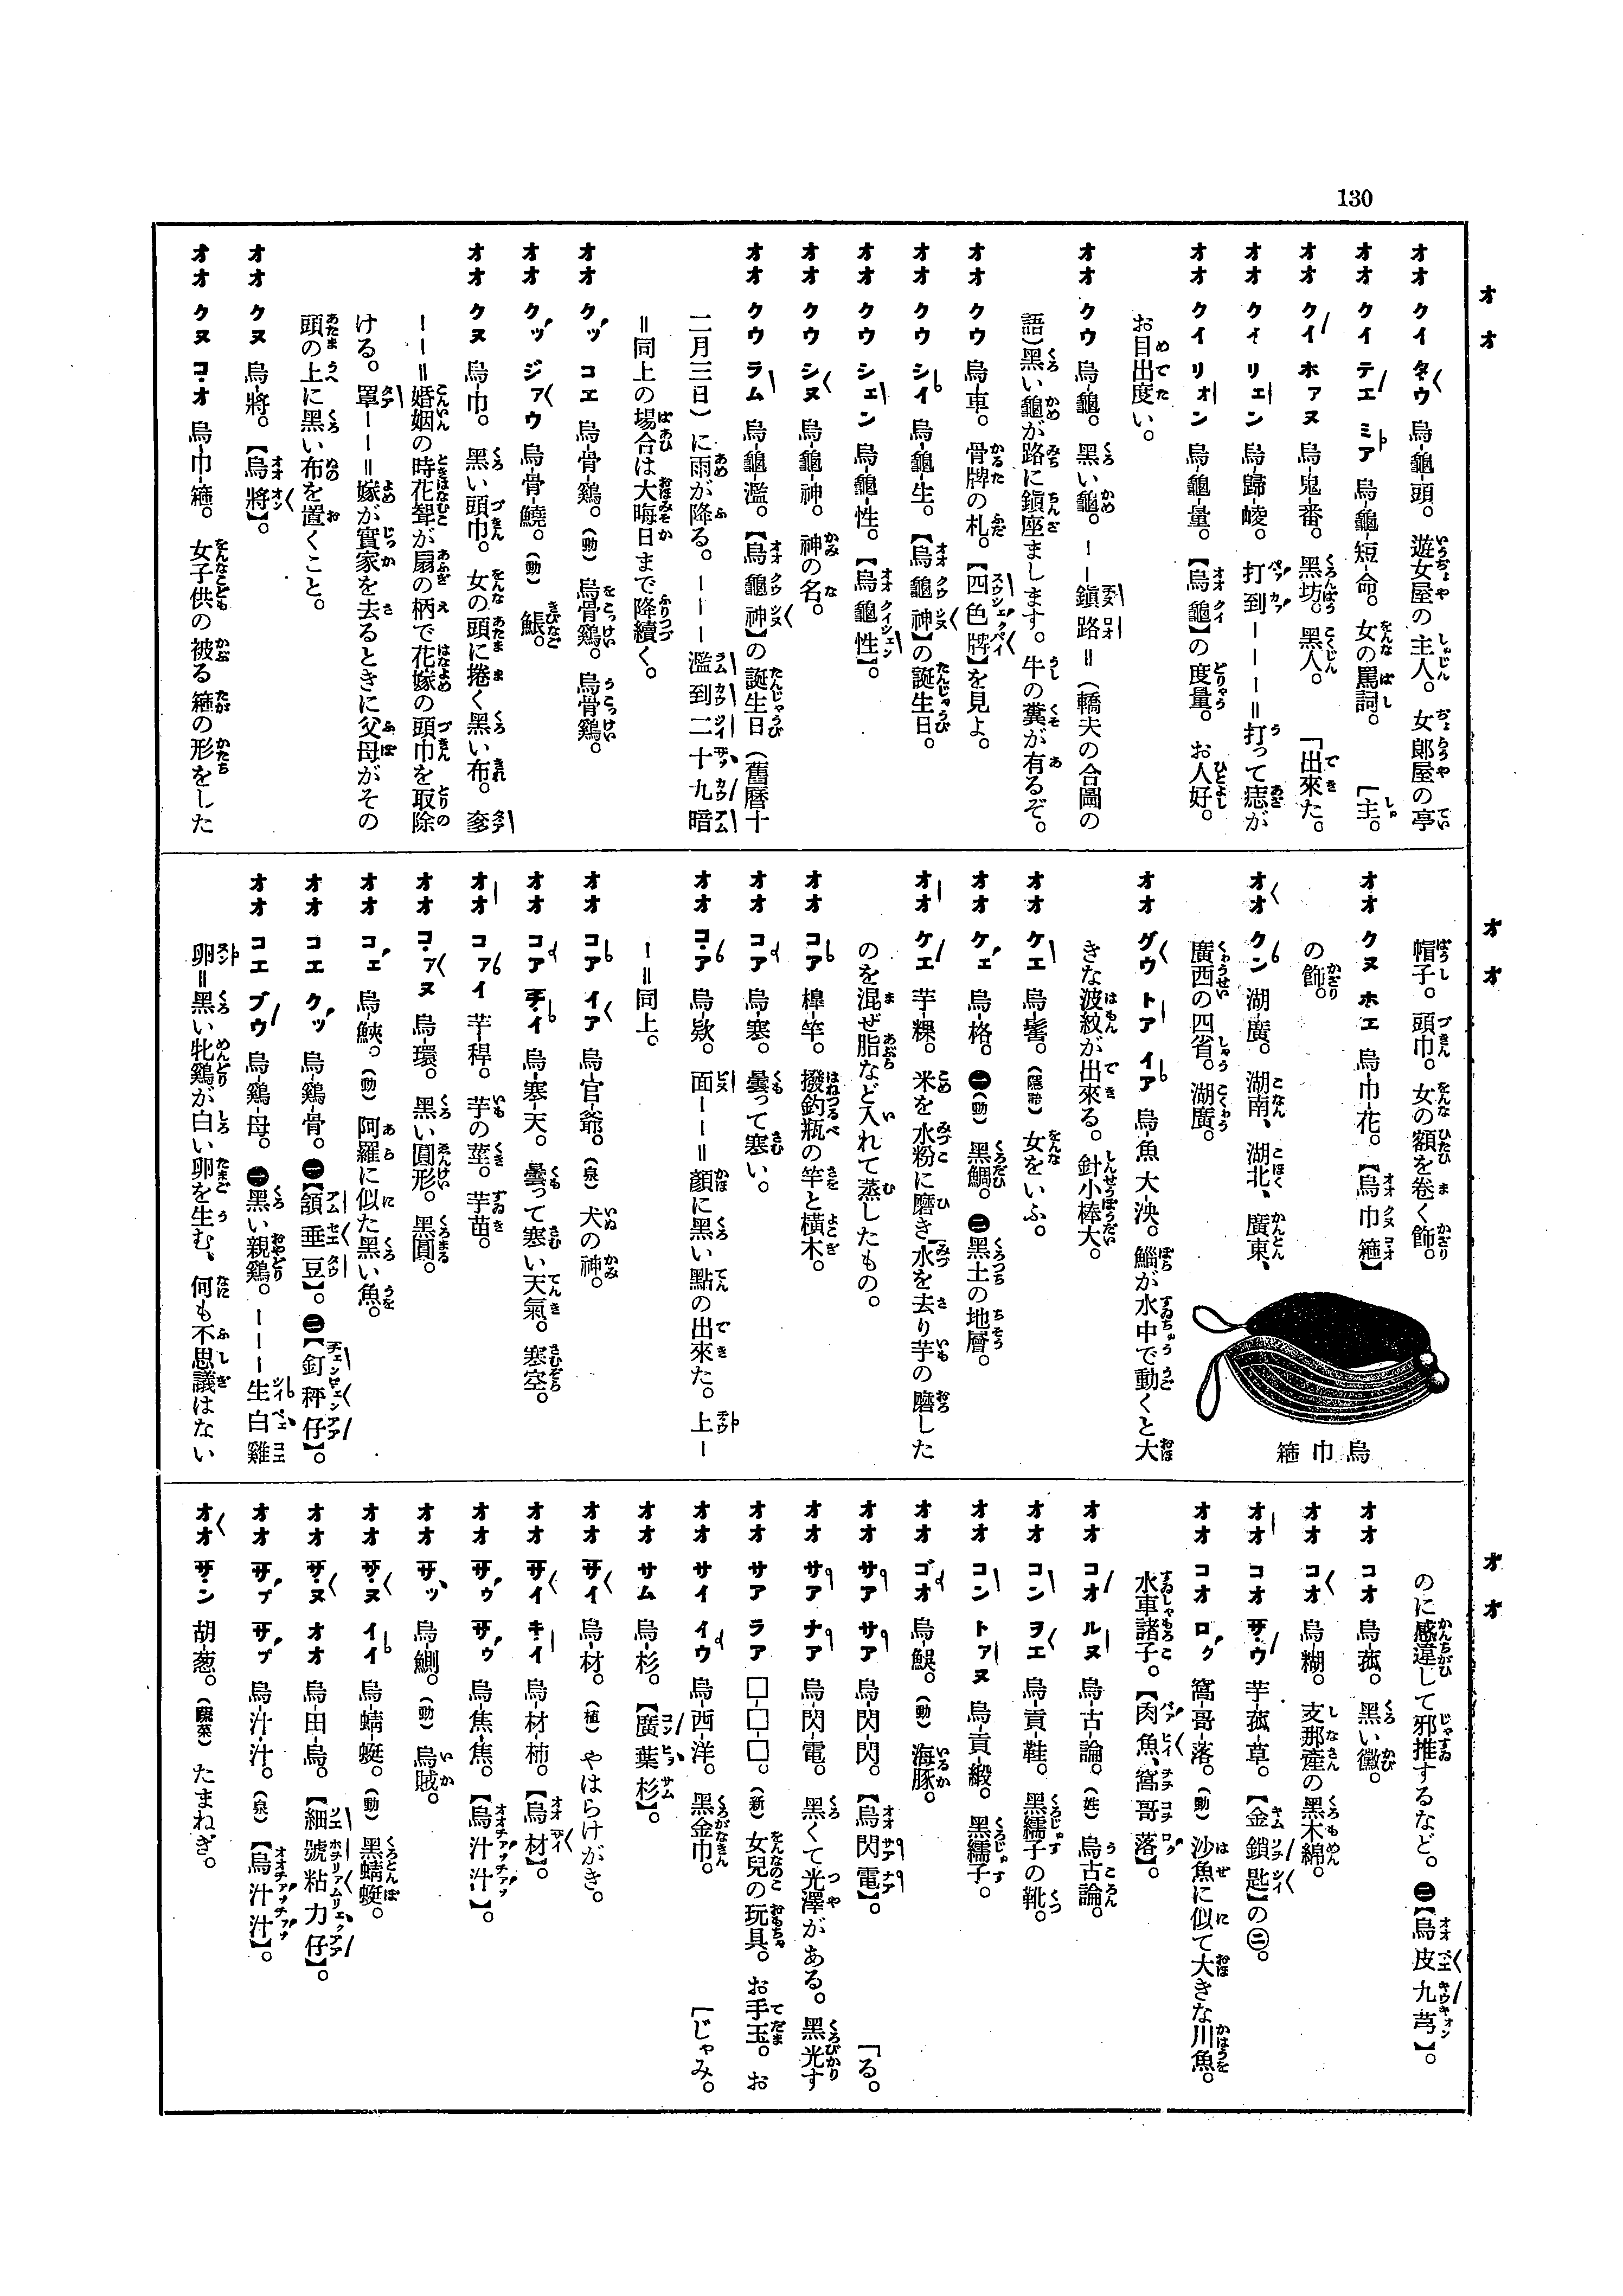 130
オオ
オオ クイ タウ 烏-龜-頭。 遊女屋の主人。女郞屋の亭
オオ クイ テエ ミア 烏-龜-短-命。 女の罵詞。 〔主。
オオ クイ ホァヌ 烏-鬼-番。 黑坊。黑人。 「出來た。
オオ クイ リェン 烏-歸-崚。 打到ーーーー=打って痣が
オオ クイ リォン 烏-龜-量。 【烏龜】の度量。お人好。
お目出度い。
オオ クウ 烏-龜。 黑い龜。ーー鎭路=(轎夫の合圖の
語)黑い龜が路に鎭座まします。牛の糞が有るぞ。
オオ クウ 烏-車。 骨牌の札。【四色牌】を見よ。
オオ クウ シイ 烏-龜-生。 【烏龜神】の誕生日。
オオ クウ シェン 烏-龜-性。 【烏龜性】。
オオ クウ シヌ 烏-龜-神。 神の名。
オオ クウ ラム 烏-龜-濫。 【烏龜神】の誕生日(舊曆十
二月三日)に雨が降る。ーーー濫到二十九暗
=同上の場合は大晦日まで降續く。
オオ クッ コエ 烏-骨-鷄。(動) 烏骨鷄。烏骨鷄。
オオ クッ ジァウ 烏-骨-鱙。(動) 鮠。
オオ クヌ 烏-巾。 黑い頭巾。女の頭に捲く黑い布。
ーー=婚姻の時花聟が扇の柄で花嫁の頭巾を取除
ける。罩ーー=嫁が實家を去るときに父母がその
頭の上に黑い布を置くこと。
オオ クヌ 烏-將。 【烏將】。
オオ クヌ コオ 烏-巾-箍。 女子供の被る箍の形をした
オオ
帽子。頭巾。女の額を卷く飾。
オオ クヌ ホエ 烏-巾-花。 【烏巾箍】
の飾。
オオ クン 湖-廣。 湖南、湖北、廣東、
廣西の四省。湖廣。
烏巾箍
オオ グウ トア イア 烏-魚 大-泱。 鯔が水中で動くと大
きな波紋が出來る。針小棒大。
オオ ケエ 烏-髻。(隱語) 女をいふ。
オオ ケェ 烏-格。 ㊀(動) 黑鯛。㊁黑土の地層。
オオ ケエ 芋-粿。 米を水粉に磨き水を去り芋の磨した
のを混ぜ脂など入れて蒸したもの。
オオ コア 槹-竿。 撥釣瓶の竿と橫木。
オオ コア 烏-寒。 曇って寒い。
オオ コア 烏-欵。 面ーー=顏に黑い點の出來た。上ー
ー=同上。
オオ コア イア 烏-官-爺。(泉) 犬の神。
オオ コア チイ 烏-寒-天。 曇って寒い天氣。寒空。
オオ コァイ 芋-稈。 芋の莖。芋苗。
オオ コァヌ 烏-環。 黑い圓形。黑圓。
オオ コェ 烏-鯠。(動) 阿羅に似た黑い魚。
オオ コエ クッ 烏-鷄-骨。 ㊀【頷垂豆】。㊁【釘秤仔】。
オオ コエ ブウ 烏-鷄-母。 ㊀黑い親鷄。ーーー生白雞
卵=黑い牝鷄が白い卵を生む、何も不思議はない
オオ
のに感違して邪推するなど。㊁【烏皮九芎】。
オオ コオ 烏-菰。 黑い黴。
オオ コオ 烏-糊。 支那產の黑木綿。
オオ コオ ザウ 芋-菰-草。 【金鎖匙】の㊁。
オオ コオ ロク 窩-哥-落。(動) 沙魚に似て大きな川魚。
水車諸子。【肉魚、窩哥落】。
オオ コオ ルヌ 烏-古-論。(姓) 烏古論。
オオ コン ヲエ 烏-貢-鞋。 黑繻子の靴。
オオ コン トァヌ 烏-貢-緞。 黑繻子。
オオ ゴオ 烏-鯃。(動) 海豚。
オオ サア サア 烏-閃-閃。 【烏閃電】。 「る。
オオ サア ナア 烏-閃-電。 黑くて光澤がある。黑光す
オオ サア ラア □-□-□。(新) 女兒の玩具。お手玉。お
オオ サイ イウ 烏-西-洋。 黑金巾。 〔じゃみ。
オオ サム 烏-杉。 【廣葉杉】。
オオ サイ 烏-材。(植) やはらけがき。
オオ サイ キイ 烏-材-柿。 【烏材】。
オオ サゥ サゥ 烏-焦-焦。 【烏汁汁】。
オオ サッ 烏-鰂。(動) 烏賊。
オオ サヌ イイ 烏-蜻-蜓。(動) 黑蜻蜓。
オオ サヌ オオ 烏-田-烏。 【細號粘力仔】。
オオ サプ サプ 烏-汁-汁。(泉) 【烏汁汁】。
オオ サン 胡-葱。(蔬菜) たまねぎ。